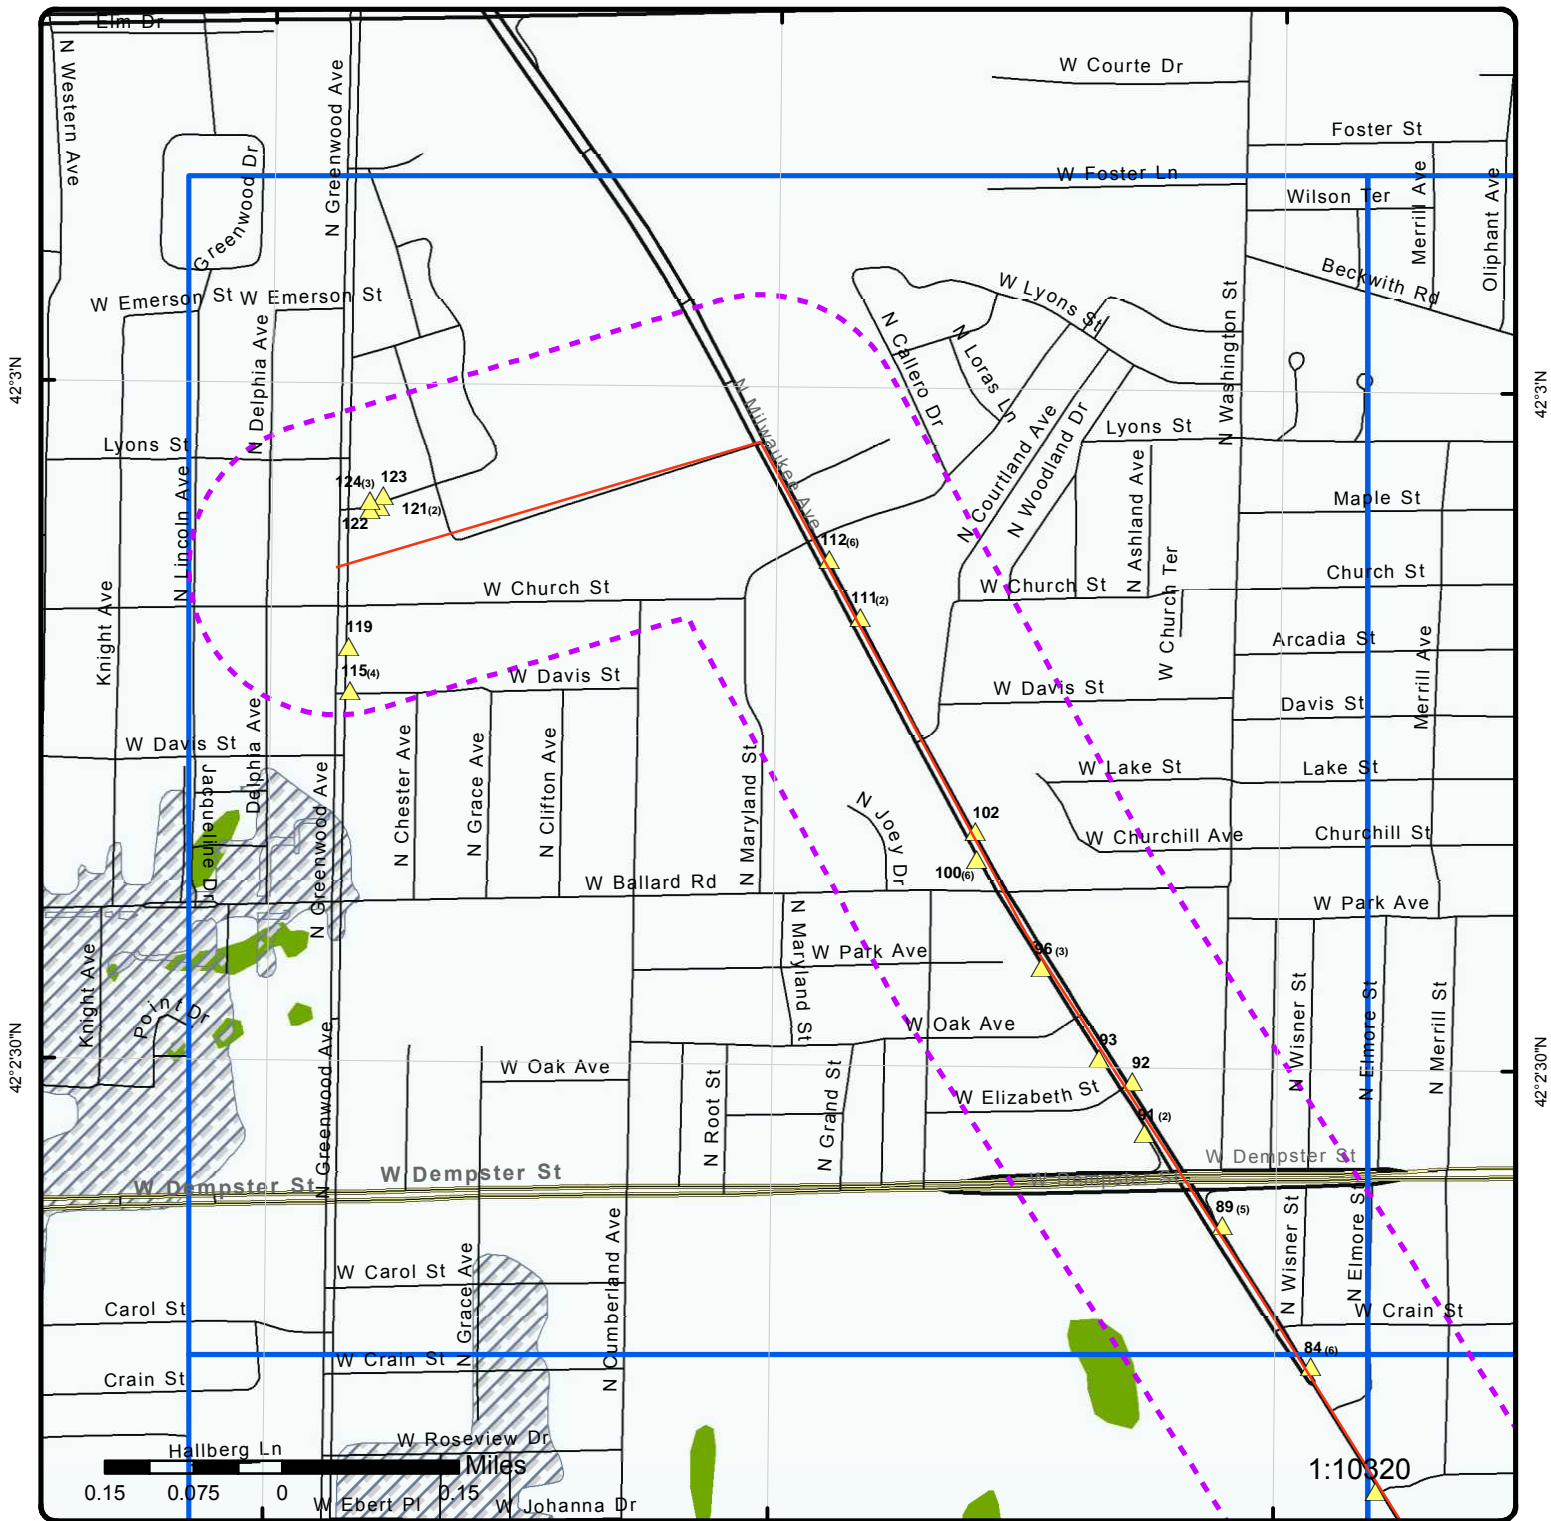 Elm Dr
N Western Ave
Greenwood Dr
N Greenwood Ave
W Courte Dr
Foster St
W Foster Ln
Wilson Ter
Merrill Ave
Oliphant Ave
Beckwith Rd
W Emerson St
W Emerson St
N Delphia Ave
W Lyons St
N Callero Dr
N Loras Ln
N Washington St
42°3'N
42°3'N
N Milwaukee Ave
N Courtland Ave
N Woodland Dr
Lyons St
Lyons St
N Lincoln Ave
N Ashland Ave
Maple St
124(3)
123
121(2)
122
112(6)
W Church St
W Church St
W Church Ter
Church St
Knight Ave
111(2)
119
Arcadia St
115(4)
W Davis St
W Davis St
Davis St
Merrill Ave
W Davis St
Delphia Ave
Jacqueline Dr
N Greenwood Ave
N Chester Ave
N Grace Ave
N Clifton Ave
N Maryland St
N Joey Dr
W Lake St
Lake St
102
W Churchill Ave
Churchill St
100(6)
W Ballard Rd
W Park Ave
N Maryland St
W Park Ave
96(3)
Knight Ave
Point Dr
N Greenwood Ave
W Oak Ave
W Oak Ave
93
92
N Wisner St
N Elmore St
N Merrill St
42°2'30"N
42°2'30"N
N Root St
N Grand St
W Elizabeth St
91(2)
W Dempster St
W Dempster St
W Dempster St
W Dempster St
89(5)
N Wisner St
N Elmore St
W Carol St
N Grace Ave
N Cumberland Ave
Carol St
W Crain St
W Crain St
84(6)
Crain St
Hallberg Ln
W Roseview Dr
Miles
1:10320
0.15
0.075
0
0.15
W Ebert Pl
W Johanna Dr